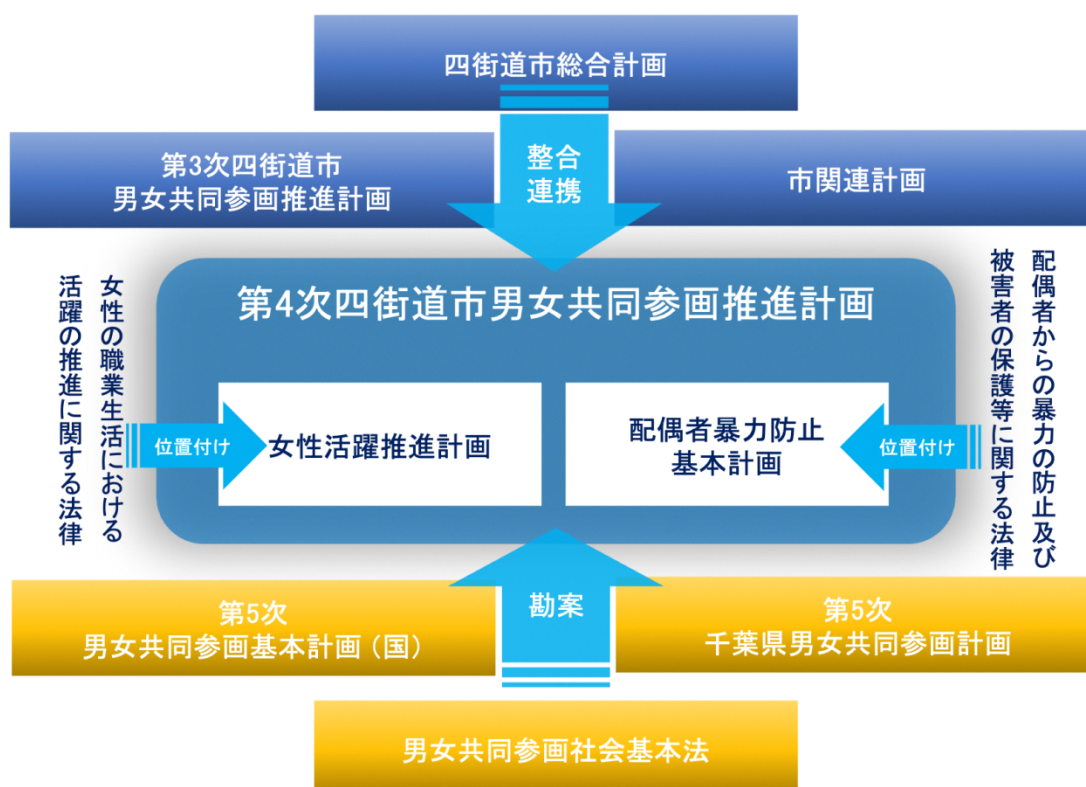 四街道市総合計画
第3次四街道市
男女共同参画推進計画
整合
連携
市関連計画
第4次四街道市男女共同参画推進計画
女性の職業生活における
活躍の推進に関する法律
位置付け
女性活躍推進計画
配偶者暴力防止
基本計画
位置付け
配偶者からの暴力の防止及び
被害者の保護等に関する法律
第5次
男女共同参画基本計画（国）
勘案
第5次
千葉県男女共同参画計画
男女共同参画社会基本法